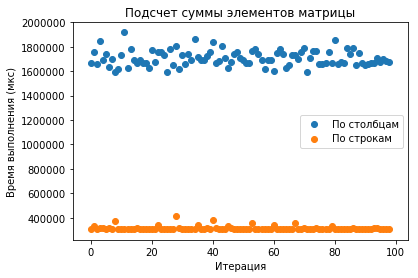 Подсчет суммы элементов матрицы
Время выполнения (мкс)
2000000
1800000
1600000
1400000
1200000
1000000
800000
600000
400000
По столбцам
По строкам
0 20 40 60 80 100
Итерация